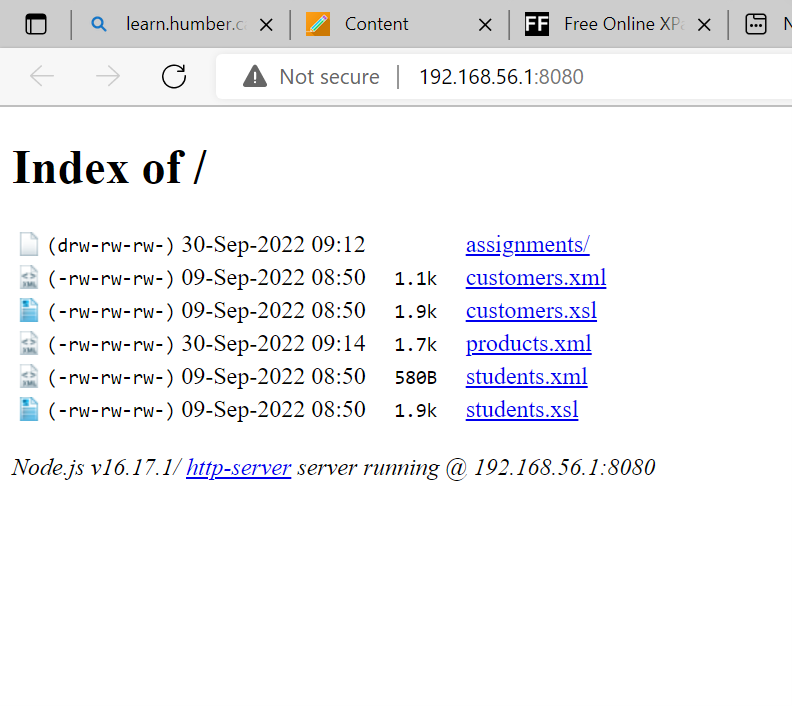 learn.humber.c
Content
FF Free Online XP
Not secure | 192.168.56.1:8080
Index of /
(drw-rw-rw-) 30-Sep-2022 09:12 assignments/
(-rw-rw-rw-) 09-Sep-2022 08:50 1.1k customers.xml
(-rw-rw-rw-) 09-Sep-2022 08:50 1.9k customers.xsl
(-rw-rw-rw-) 30-Sep-2022 09:14 1.7k products.xml
(-rw-rw-rw-) 09-Sep-2022 08:50 580B students.xml
(-rw-rw-rw-) 09-Sep-2022 08:50 1.9k students.xsl
Node.js v16.17.1/ http-server server running @ 192.168.56.1:8080